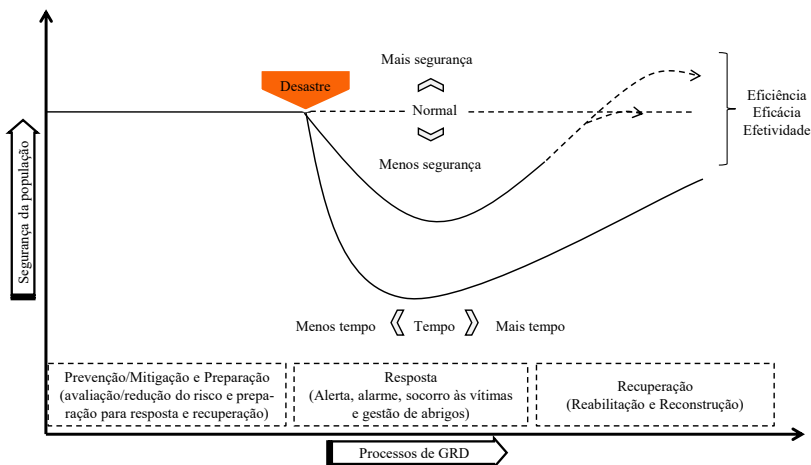 Mais segurança
Desastre
Normal
Menos segurança
Eficiência
Eficácia
Efetividade
Segurança da população
Menos tempo
Tempo
Mais tempo
Prevenção/Mitigação e Preparação
(avaliação/redução do risco e prepa-
ração para resposta e recuperação)
Resposta
(Alerta, alarme, socorro às vítimas
e gestão de abrigos)
Recuperação
(Reabilitação e Reconstrução)
Processos de GRD